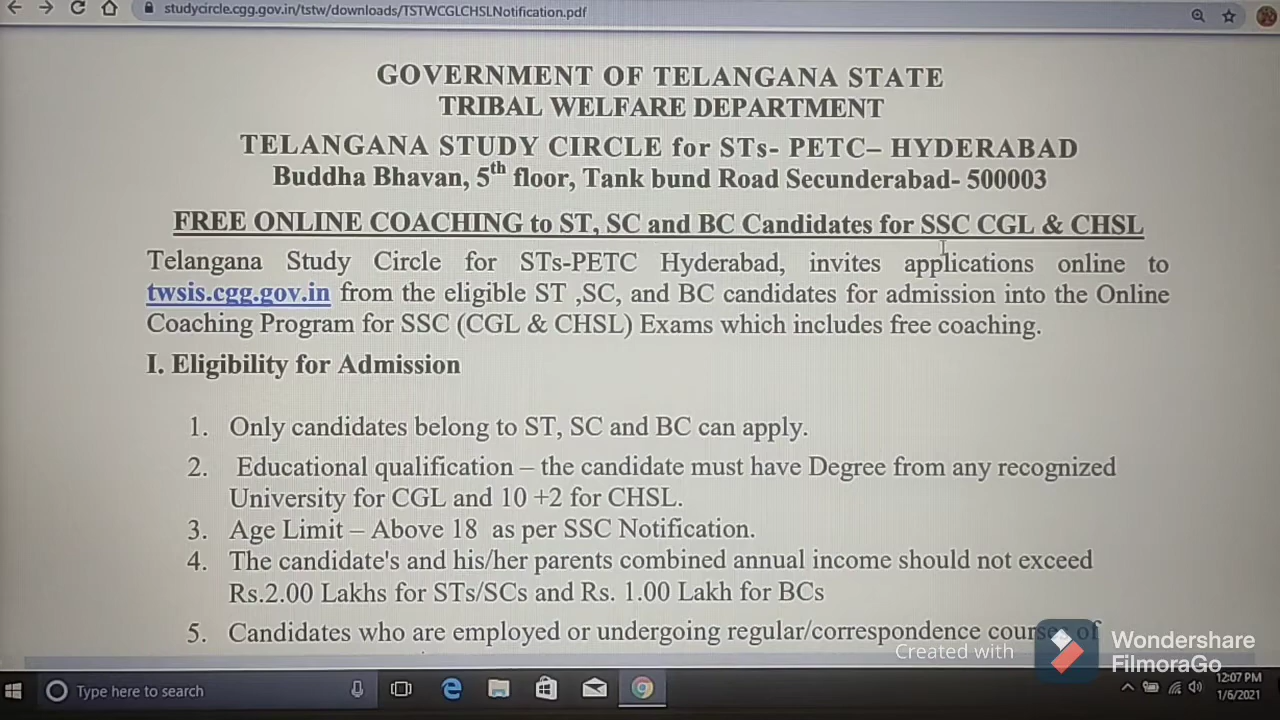 studycircle.cgg.gov.in/tstw/downloads/TSTWCGLCHSLNotification.pdf
GOVERNMENT OF TELANGANA STATE
TRIBAL WELFARE DEPARTMENT
TELANGANA STUDY CIRCLE for STs- PETC– HYDERABAD
Buddha Bhavan, 5th floor, Tank bund Road Secunderabad- 500003
FREE ONLINE COACHING to ST, SC and BC Candidates for SSC CGL & CHSL
Telangana Study Circle for STs-PETC Hyderabad, invites applications online to
twsis.cgg.gov.in from the eligible ST ,SC, and BC candidates for admission into the Online
Coaching Program for SSC (CGL & CHSL) Exams which includes free coaching.
I. Eligibility for Admission
1. Only candidates belong to ST, SC and BC can apply.
2. Educational qualification – the candidate must have Degree from any recognized
University for CGL and 10 +2 for CHSL.
3. Age Limit – Above 18 as per SSC Notification.
4. The candidate's and his/her parents combined annual income should not exceed
Rs.2.00 Lakhs for STs/SCs and Rs. 1.00 Lakh for BCs
5. Candidates who are employed or undergoing regular/correspondence courses of
Created with
Wondershare
FilmoraGo
Type here to search
12:07 PM
1/6/2021